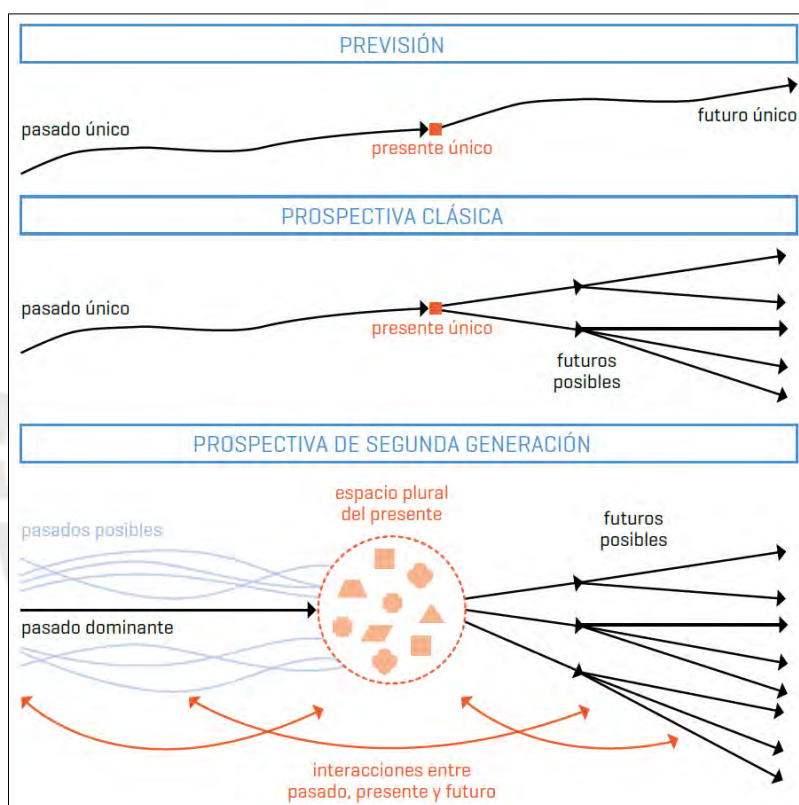 PREVISIÓN
pasado único
presente único
futuro único
PROSPECTIVA CLÁSICA
pasado único
presente único
futuros
posibles
PROSPECTIVA DE SEGUNDA GENERACIÓN
espacio plural
del presente
pasados posibles
futuros
posibles
pasado dominante
interacciones entre
pasado, presente y futuro